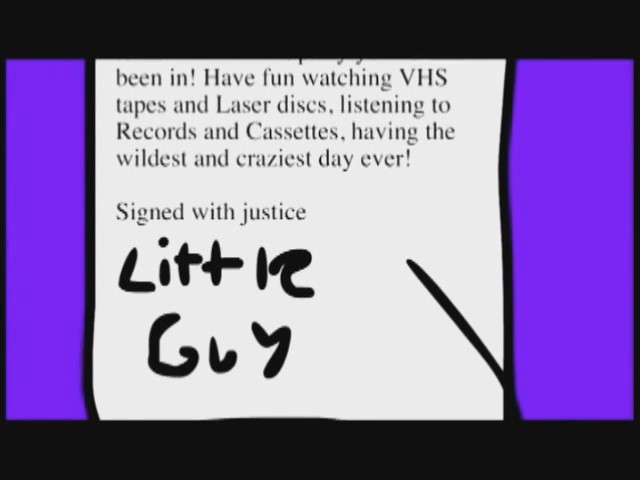 been in! Have fun watching VHS
tapes and Laser discs, listening to
Records and Cassettes, having the
wildest and craziest day ever!
Signed with justice
Little
Guy